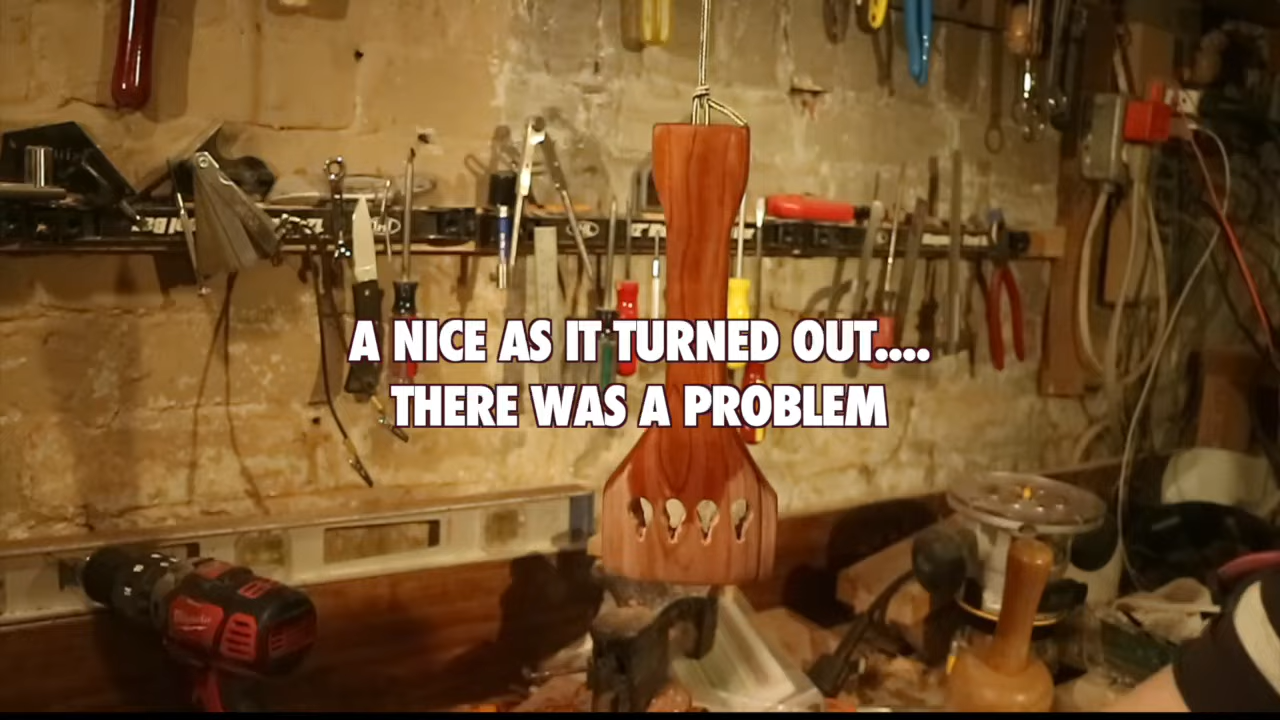 A NICE AS IT TURNED OUT....
THERE WAS A PROBLEM